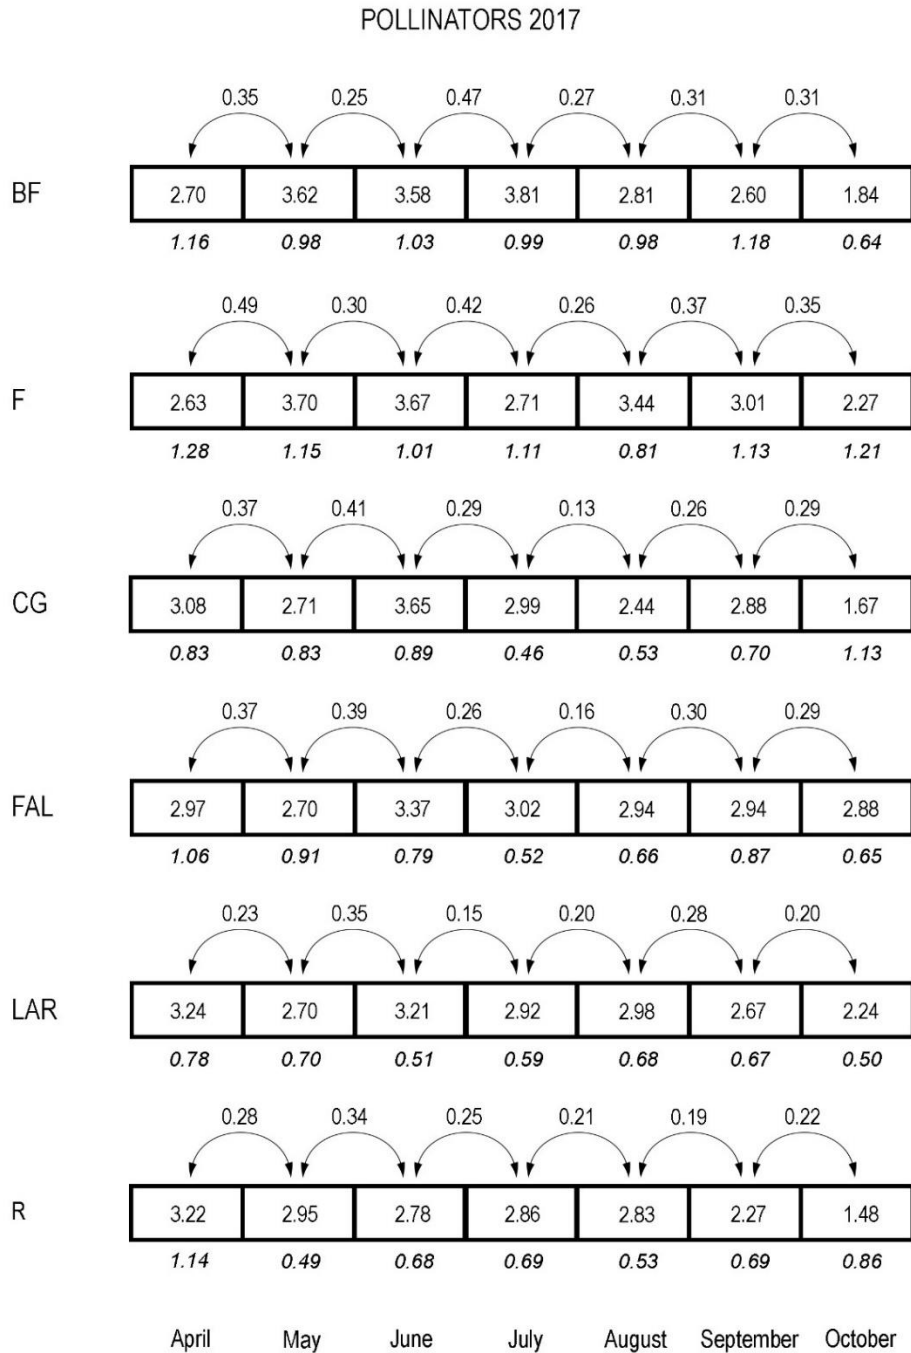 POLLINATORS 2017
0.35 0.25 0.47 0.27 0.31 0.31
BF 2.70 3.62 3.58 3.81 2.81 2.60 1.84
1.16 0.98 1.03 0.99 0.98 1.18 0.64
0.49 0.30 0.42 0.26 0.37 0.35
F 2.63 3.70 3.67 2.71 3.44 3.01 2.27
1.28 1.15 1.01 1.11 0.81 1.13 1.21
0.37 0.41 0.29 0.13 0.26 0.29
CG 3.08 2.71 3.65 2.99 2.44 2.88 1.67
0.83 0.83 0.89 0.46 0.53 0.70 1.13
0.37 0.39 0.26 0.16 0.30 0.29
FAL 2.97 2.70 3.37 3.02 2.94 2.94 2.88
1.06 0.91 0.79 0.52 0.66 0.87 0.65
0.23 0.35 0.15 0.20 0.28 0.20
LAR 3.24 2.70 3.21 2.92 2.98 2.67 2.24
0.78 0.70 0.51 0.59 0.68 0.67 0.50
0.28 0.34 0.25 0.21 0.19 0.22
R 3.22 2.95 2.78 2.86 2.83 2.27 1.48
1.14 0.49 0.68 0.69 0.53 0.69 0.86
April May June July August September October